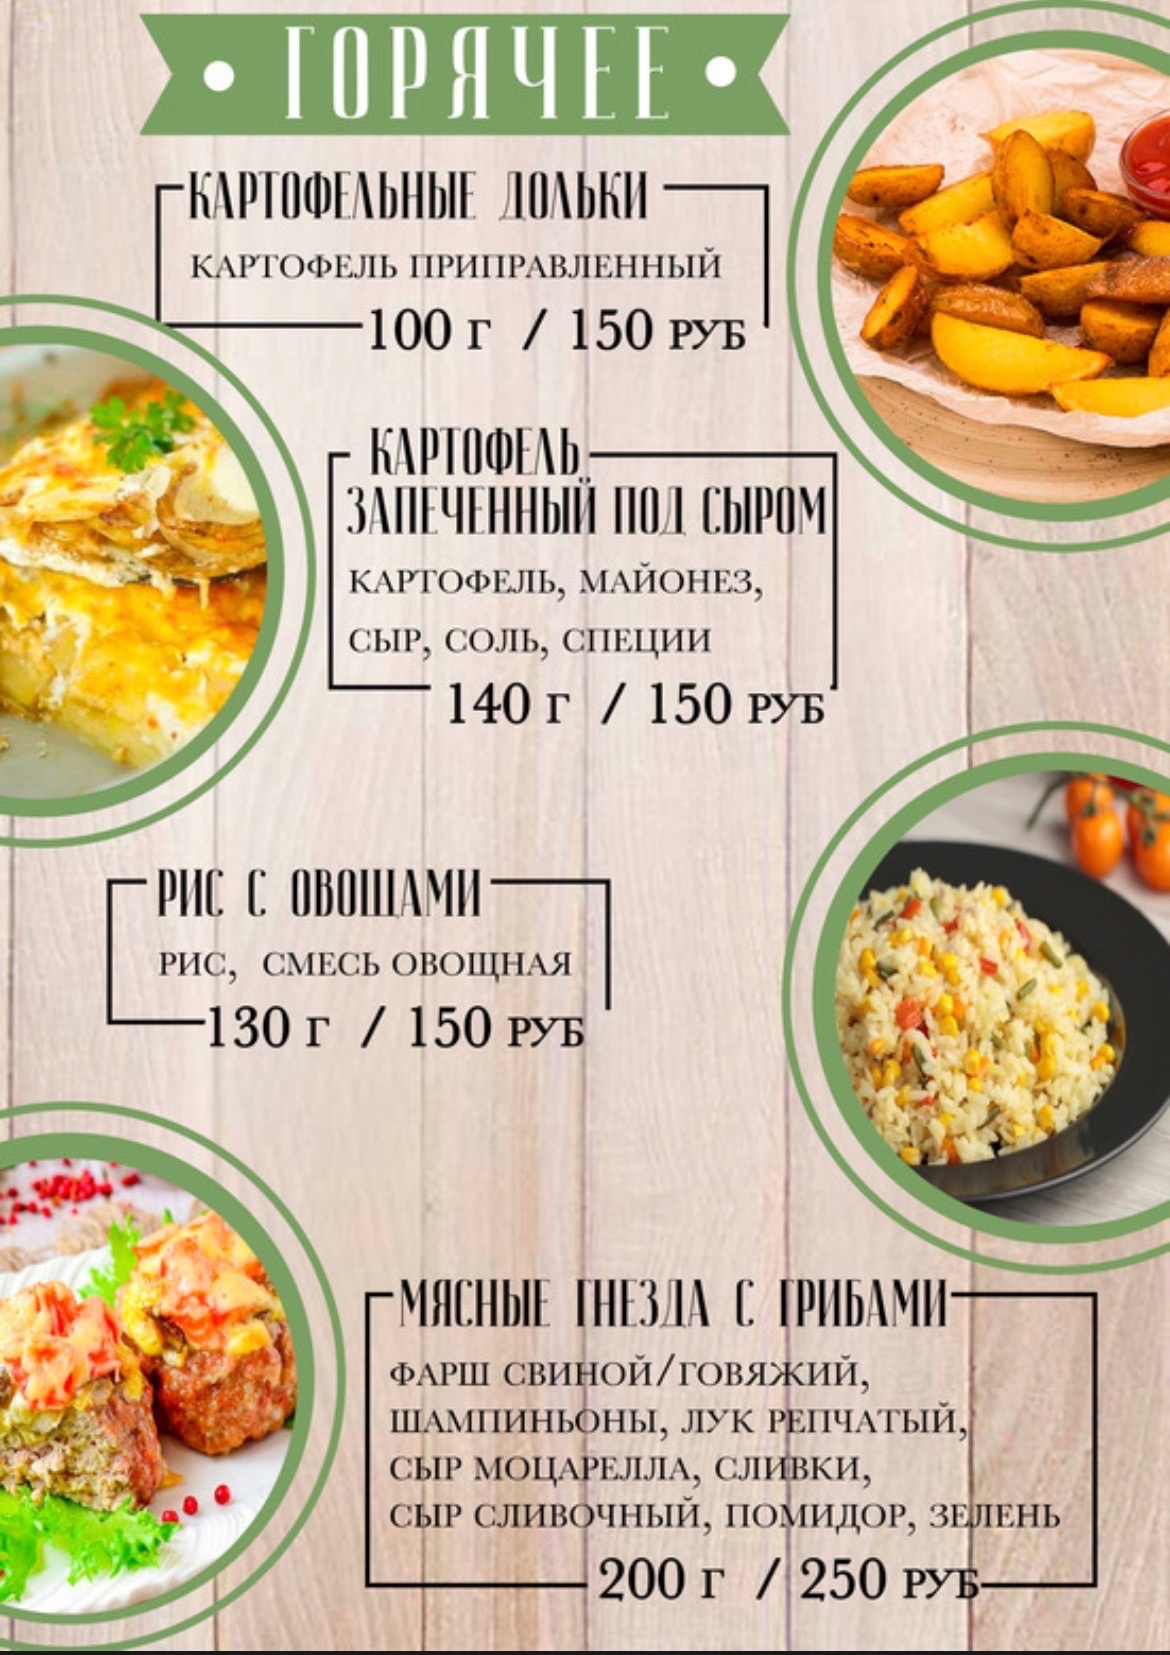 ГОРЯЧЕЕ
КАРТОФЕЛЬНЫЕ ДОЛЬКИ
КАРТОФЕЛЬ ПРИПРАВЛЕННЫЙ
100 Г / 150 РУБ
КАРТОФЕЛЬ
ЗАПЕЧЕННЫЙ ПОД СЫРОМ
КАРТОФЕЛЬ, МАЙОНЕЗ,
СЫР, СОЛЬ, СПЕЦИИ
140 Г / 150 РУБ
РИС С ОВОЩАМИ
РИС, СМЕСЬ ОВОЩНАЯ
130 Г / 150 РУБ
МЯСНЫЕ ГНЕЗДА С ГРИБАМИ
ФАРШ СВИНОЙ/ГОВЯЖИЙ,
ШАМПИНЬОНЫ, ЛУК РЕПЧАТЫЙ,
СЫР МОЦАРЕЛЛА, СЛИВКИ,
СЫР СЛИВОЧНЫЙ, ПОМИДОР, ЗЕЛЕНЬ
200 Г / 250 РУБ